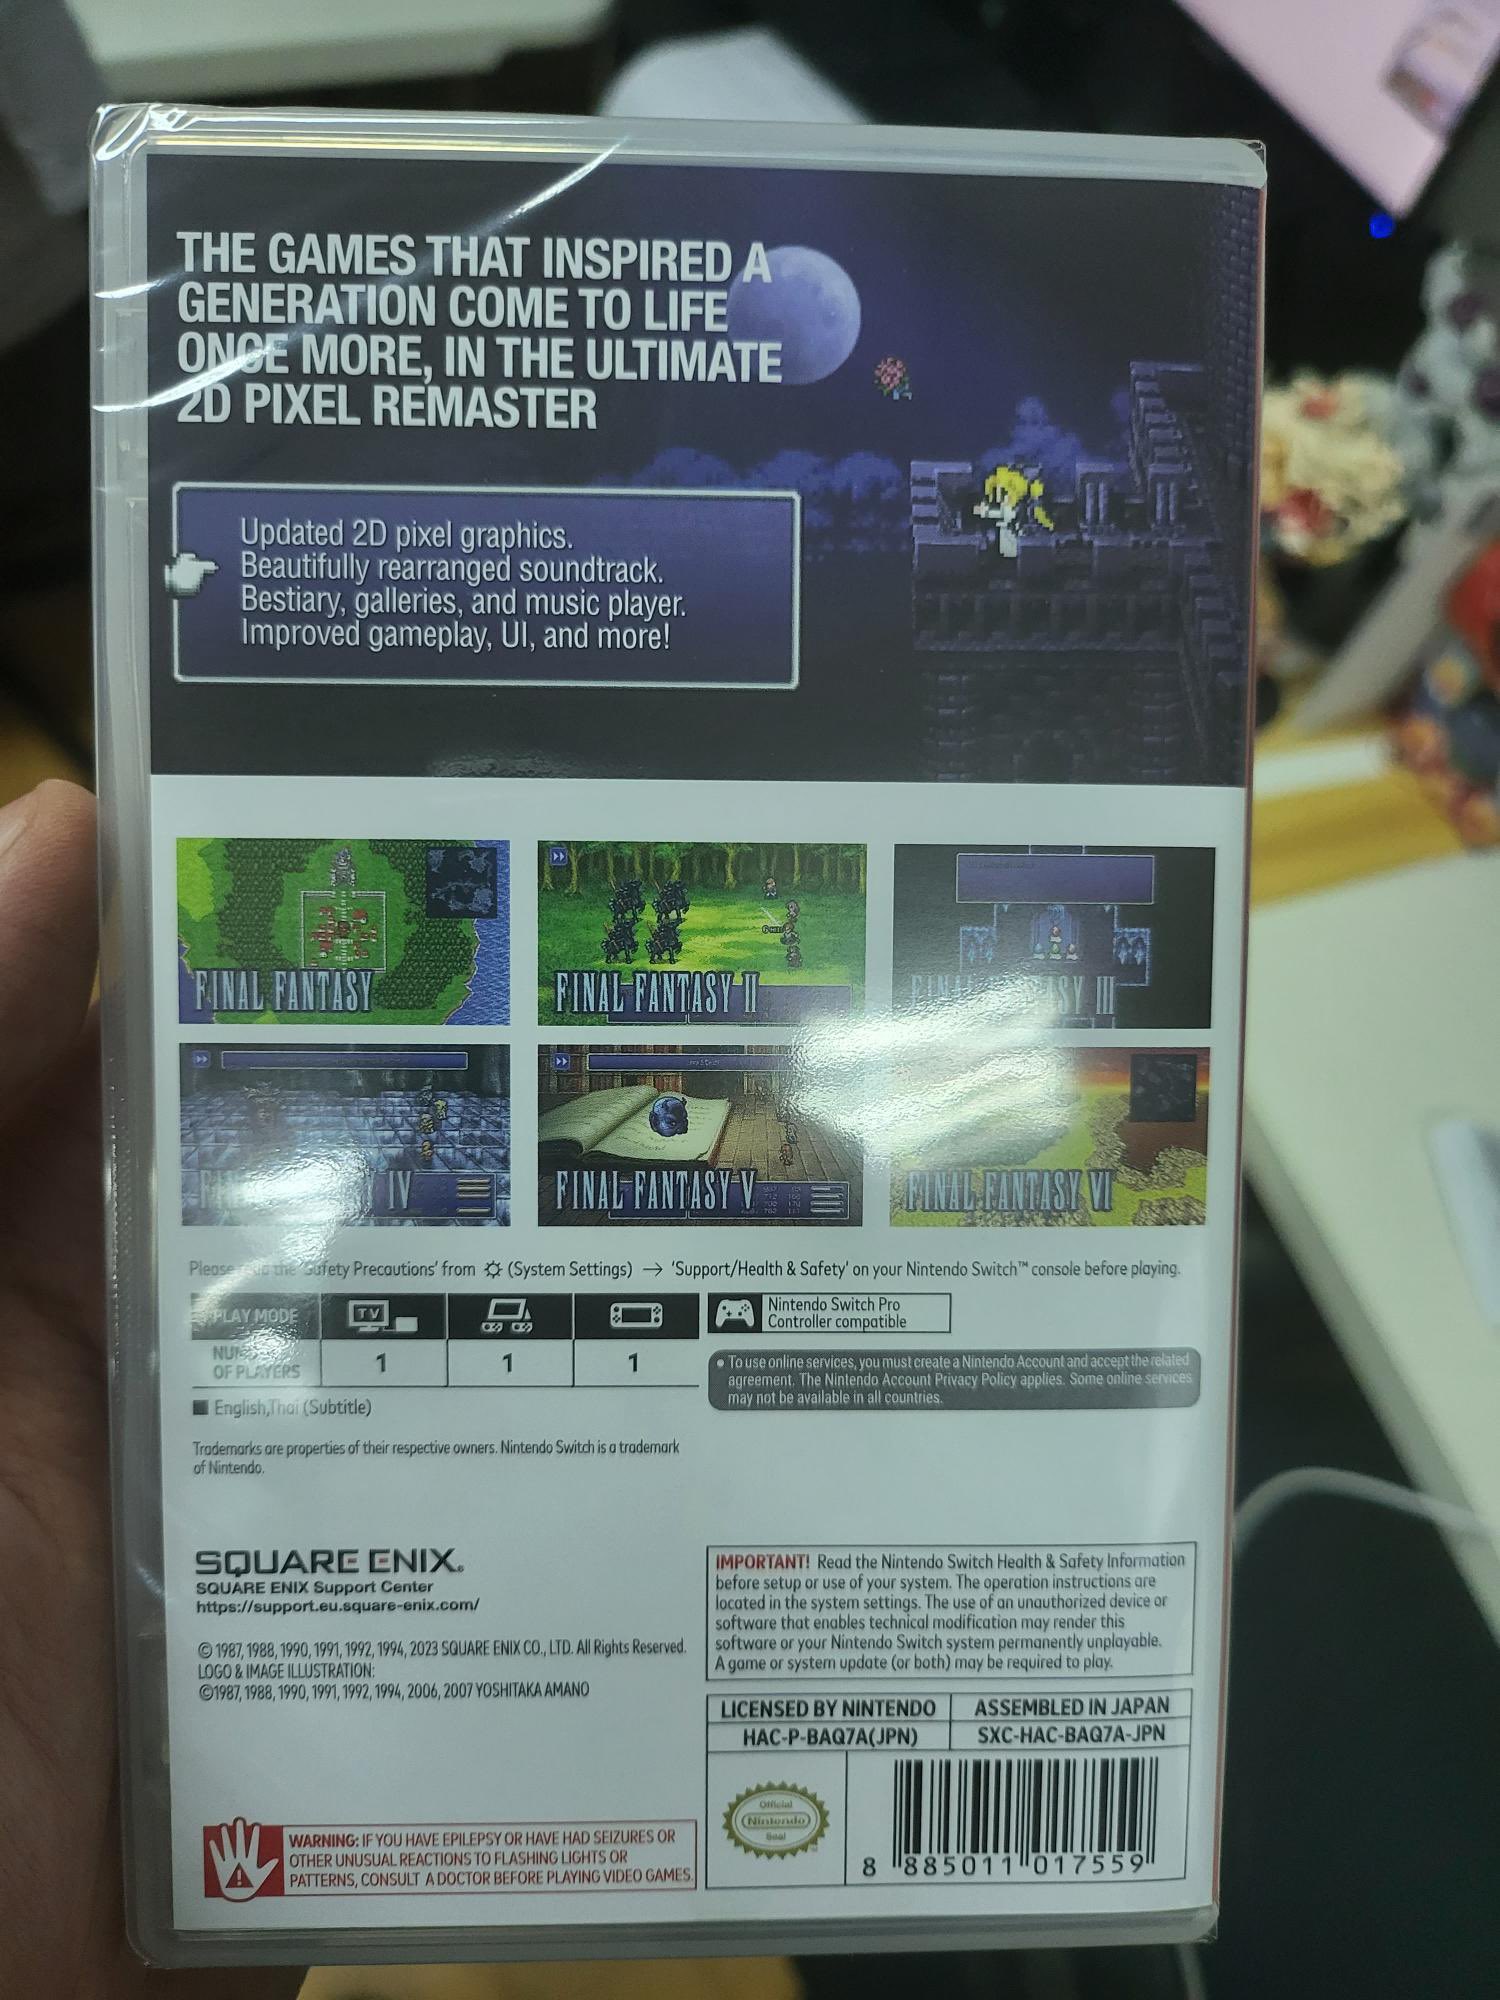 THE GAMES THAT INSPIRED A
GENERATION COME TO LIFE
ONCE MORE, IN THE ULTIMATE
2D PIXEL REMASTER
Updated 2D pixel graphics.
Beautifully rearranged soundtrack.
Bestiary, galleries, and music player.
Improved gameplay, UI, and more!
FINAL FANTASY
FINAL FANTASY II
FINAL FANTASY III
FINAL FANTASY IV
FINAL FANTASY V
FINAL FANTASY VI
Please the 'Safety Precautions' from (System Settings) → 'Support/Health & Safety' on your Nintendo Switch™ console before playing.
PLAY MODE TV
NUMBER OF PLAYERS 1 1 1
Nintendo Switch Pro
Controller compatible
• To use online services, you must create a Nintendo Account and accept the related
agreement. The Nintendo Account Privacy Policy applies. Some online services
may not be available in all countries.
■ English,Thai (Subtitle)
Trademarks are properties of their respective owners. Nintendo Switch is a trademark
of Nintendo.
SQUARE ENIX®
SQUARE ENIX Support Center
https://support.eu.square-enix.com/
© 1987, 1988, 1990, 1991, 1992, 1994, 2023 SQUARE ENIX CO., LTD. All Rights Reserved.
LOGO & IMAGE ILLUSTRATION:
©1987, 1988, 1990, 1991, 1992, 1994, 2006, 2007 YOSHITAKA AMANO
IMPORTANT! Read the Nintendo Switch Health & Safety Information
before setup or use of your system. The operation instructions are
located in the system settings. The use of an unauthorized device or
software that enables technical modification may render this
software or your Nintendo Switch system permanently unplayable.
A game or system update (or both) may be required to play.
LICENSED BY NINTENDO ASSEMBLED IN JAPAN
HAC-P-BAQ7A(JPN) SXC-HAC-BAQ7A-JPN
Official
Nintendo
Seal
8 885011 017559
WARNING: IF YOU HAVE EPILEPSY OR HAVE HAD SEIZURES OR
OTHER UNUSUAL REACTIONS TO FLASHING LIGHTS OR
PATTERNS, CONSULT A DOCTOR BEFORE PLAYING VIDEO GAMES.